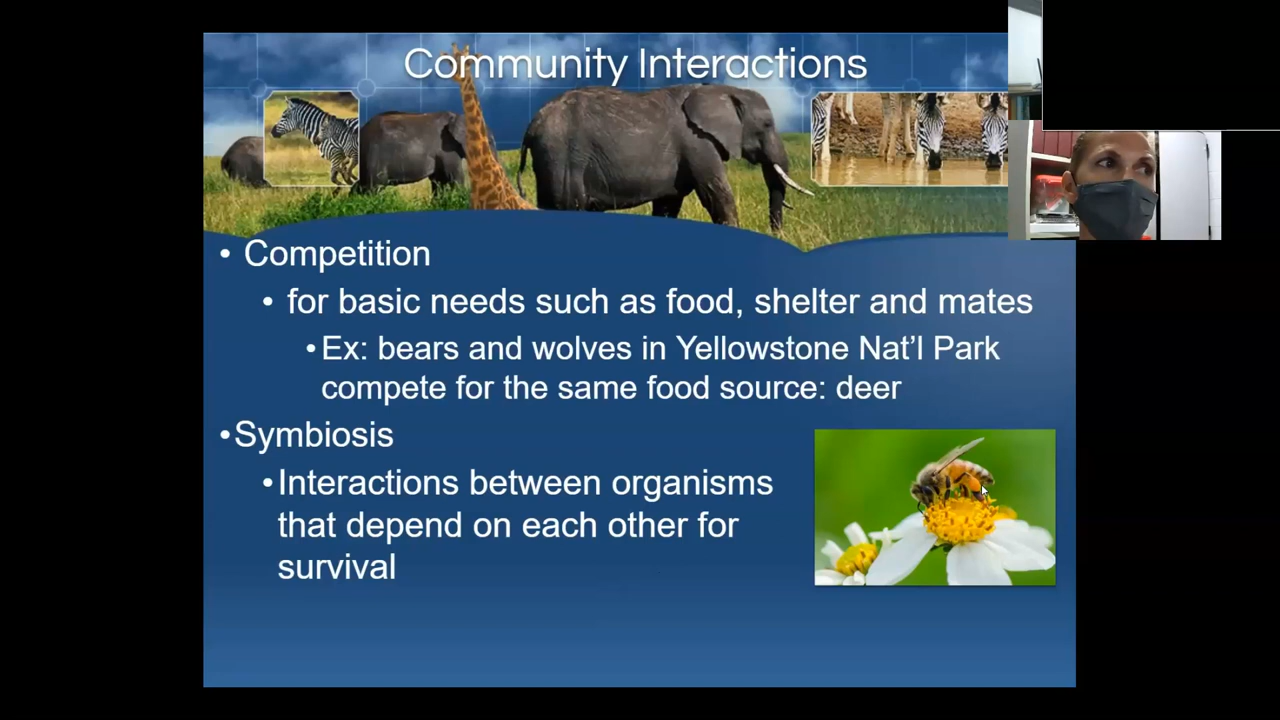 Community Interactions
• Competition
• for basic needs such as food, shelter and mates
•Ex: bears and wolves in Yellowstone Nat’l Park
compete for the same food source: deer
•Symbiosis
•Interactions between organisms
that depend on each other for
survival